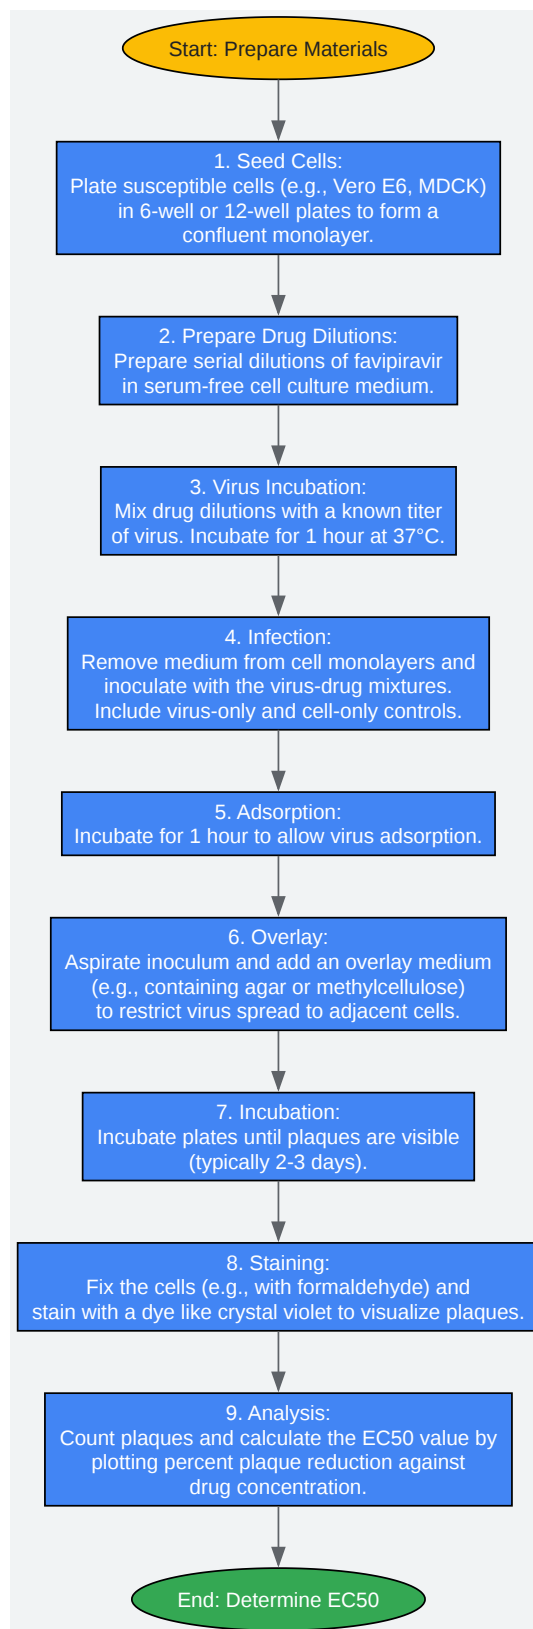 Start: Prepare Materials
1. Seed Cells:
Plate susceptible cells (e.g., Vero E6, MDCK)
in 6-well or 12-well plates to form a
confluent monolayer.
2. Prepare Drug Dilutions:
Prepare serial dilutions of favipiravir
in serum-free cell culture medium.
3. Virus Incubation:
Mix drug dilutions with a known titer
of virus. Incubate for 1 hour at 37°C.
4. Infection:
Remove medium from cell monolayers and
inoculate with the virus-drug mixtures.
Include virus-only and cell-only controls.
5. Adsorption:
Incubate for 1 hour to allow virus adsorption.
6. Overlay:
Aspirate inoculum and add an overlay medium
(e.g., containing agar or methylcellulose)
to restrict virus spread to adjacent cells.
7. Incubation:
Incubate plates until plaques are visible
(typically 2-3 days).
8. Staining:
Fix the cells (e.g., with formaldehyde) and
stain with a dye like crystal violet to visualize plaques.
9. Analysis:
Count plaques and calculate the EC50 value by
plotting percent plaque reduction against
drug concentration.
End: Determine EC50